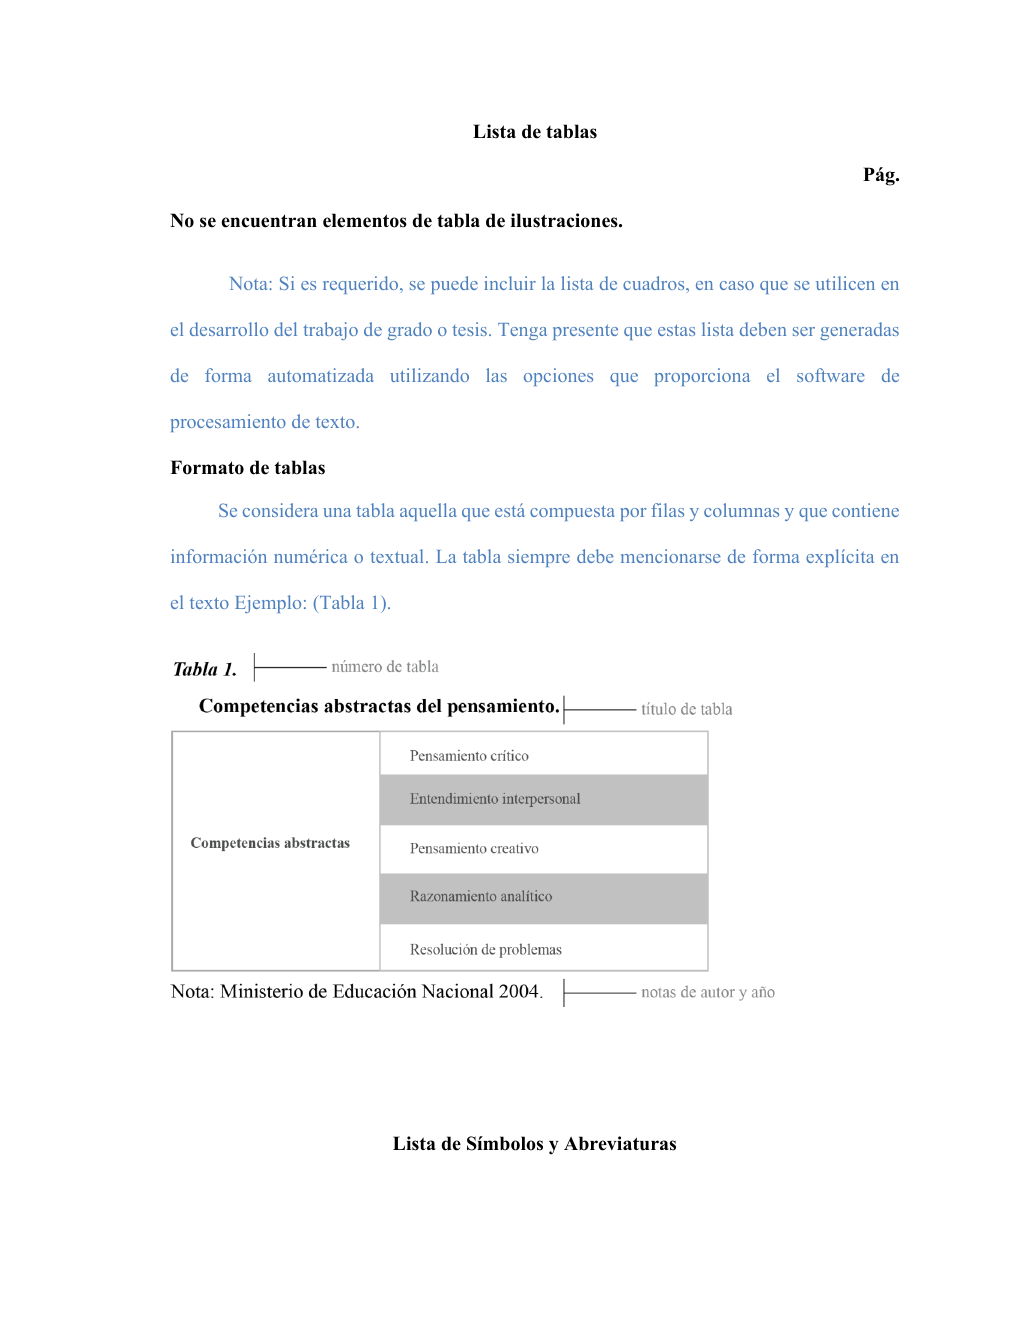 Lista de tablas
Pág.
No se encuentran elementos de tabla de ilustraciones.
Nota: Si es requerido, se puede incluir la lista de cuadros, en caso que se utilicen en
el desarrollo del trabajo de grado o tesis. Tenga presente que estas lista deben ser generadas
de forma automatizada utilizando las opciones que proporciona el software de
procesamiento de texto.
Formato de tablas
Se considera una tabla aquella que está compuesta por filas y columnas y que contiene
información numérica o textual. La tabla siempre debe mencionarse de forma explícita en
el texto Ejemplo: (Tabla 1).
Tabla 1. número de tabla
Competencias abstractas del pensamiento. título de tabla
Pensamiento crítico
Entendimiento interpersonal
Competencias abstractas
Pensamiento creativo
Razonamiento analítico
Resolución de problemas
Nota: Ministerio de Educación Nacional 2004. notas de autor y año
Lista de Símbolos y Abreviaturas